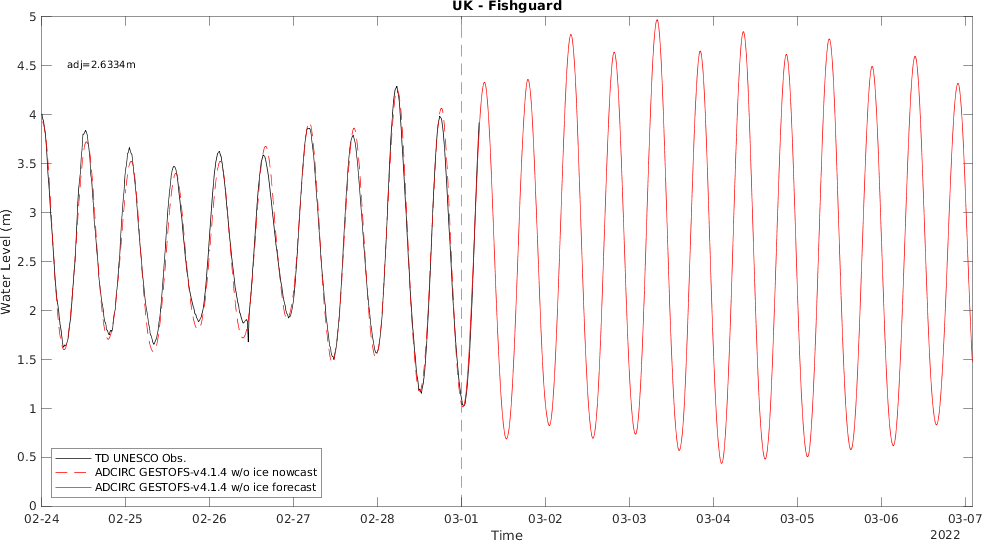 UK - Fishguard
5
adj=2.6334m
4.5
4
3.5
3
2.5
2
1.5
1
0.5
0
Water Level (m)
TD UNESCO Obs.
ADCIRC GESTOFS-v4.1.4 w/o ice nowcast
ADCIRC GESTOFS-v4.1.4 w/o ice forecast
02-24 02-25 02-26 02-27 02-28 03-01 03-02 03-03 03-04 03-05 03-06 03-07
Time
2022